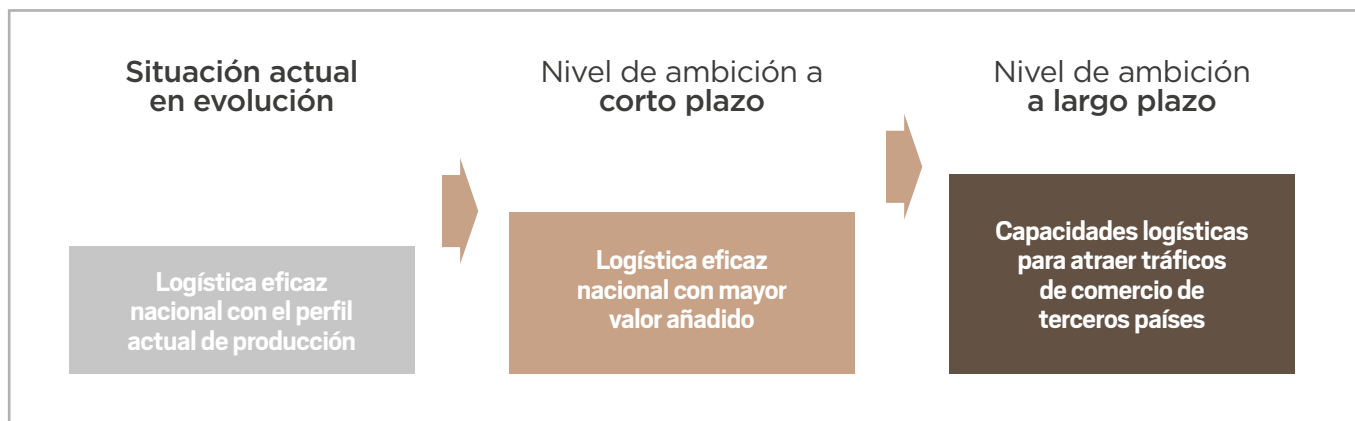 Situación actual
en evolución
Nivel de ambición a
corto plazo
Nivel de ambición
a largo plazo
Logística eficaz
nacional con el perfil
actual de producción
Logística eficaz
nacional con mayor
valor añadido
Capacidades logísticas
para atraer tráficos
de comercio de
terceros países